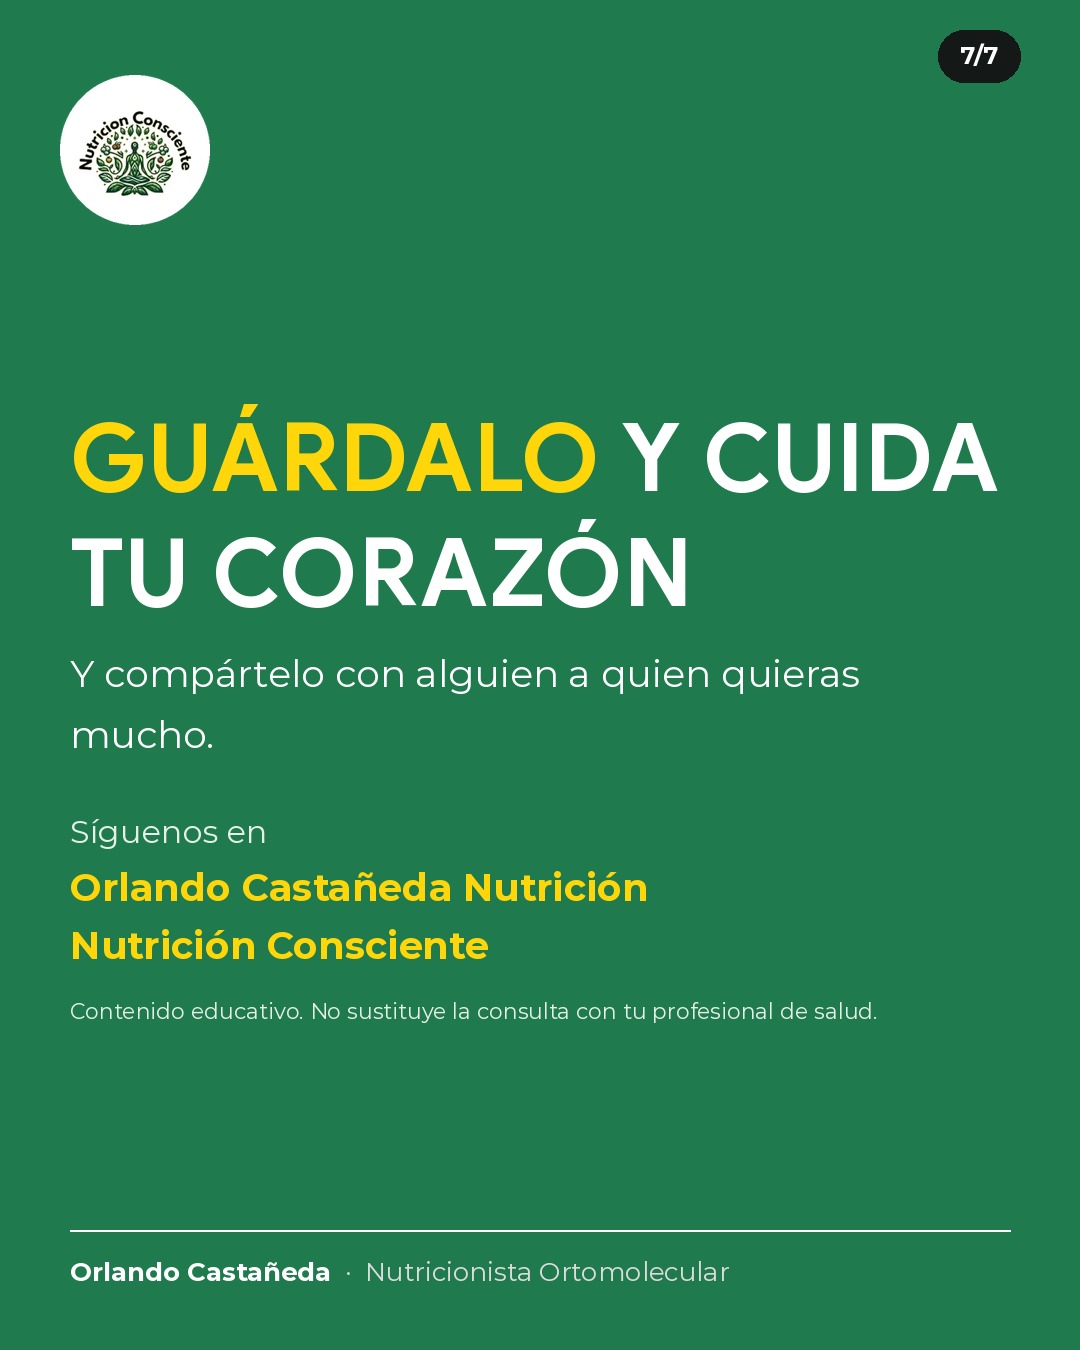 7/7
Nutricion Consciente
GUÁRDALO Y CUIDA
TU CORAZÓN
Y compártelo con alguien a quien quieras
mucho.
Síguenos en
Orlando Castañeda Nutrición
Nutrición Consciente
Contenido educativo. No sustituye la consulta con tu profesional de salud.
Orlando Castañeda · Nutricionista Ortomolecular